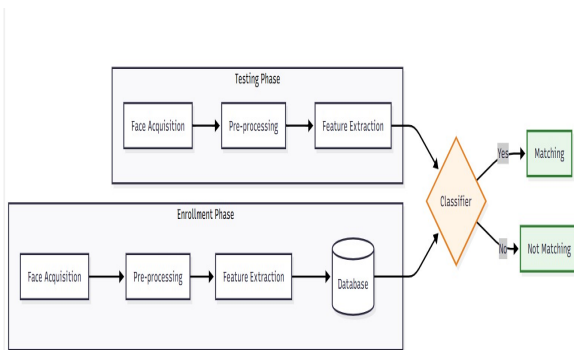 Testing Phase
Face Acquisition
Pre-processing
Feature Extraction
Enrollment Phase
Face Acquisition
Pre-processing
Feature Extraction
Database
Classifier
Yes
Matching
No
Not Matching